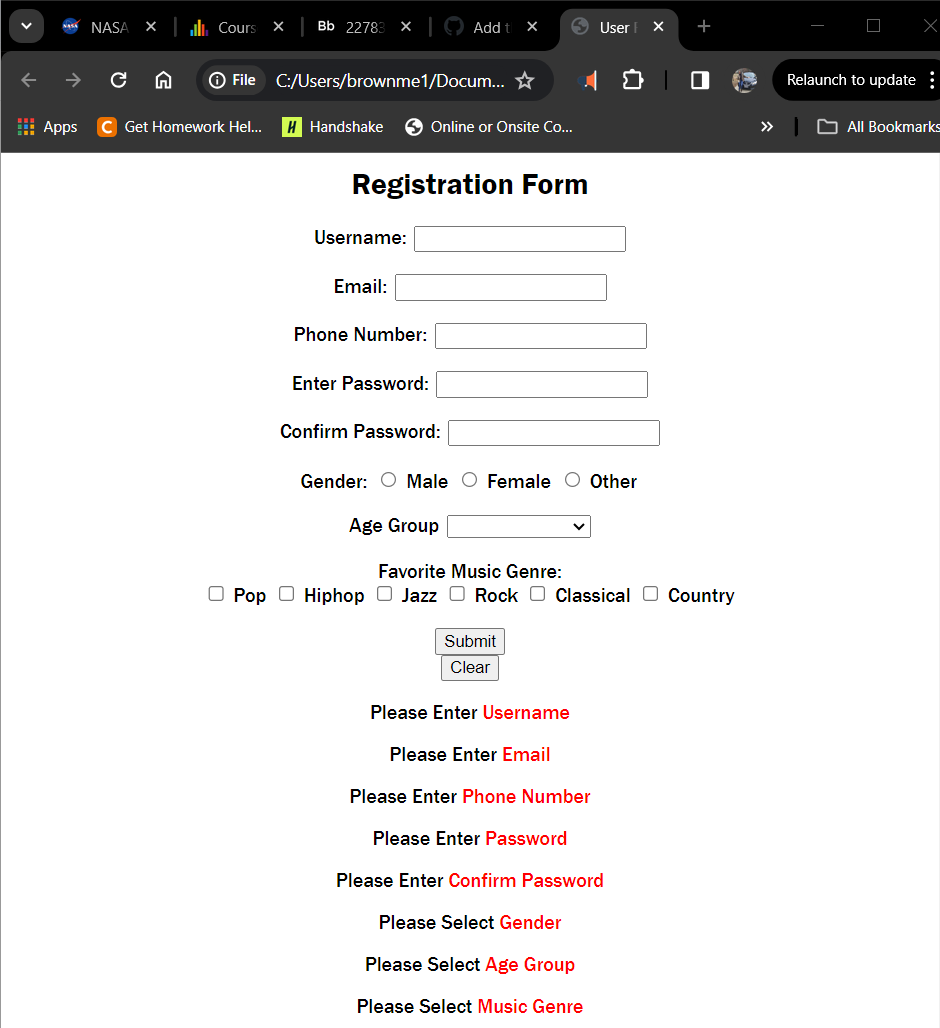 NASA Cours Bb 22783 Add t User
File C:/Users/brownme1/Docum... Relaunch to update
Apps C Get Homework Hel... H Handshake Online or Onsite Co... » All Bookmarks
Registration Form
Username:
Email:
Phone Number:
Enter Password:
Confirm Password:
Gender: Male Female Other
Age Group
Favorite Music Genre:
Pop Hiphop Jazz Rock Classical Country
Submit
Clear
Please Enter Username
Please Enter Email
Please Enter Phone Number
Please Enter Password
Please Enter Confirm Password
Please Select Gender
Please Select Age Group
Please Select Music Genre